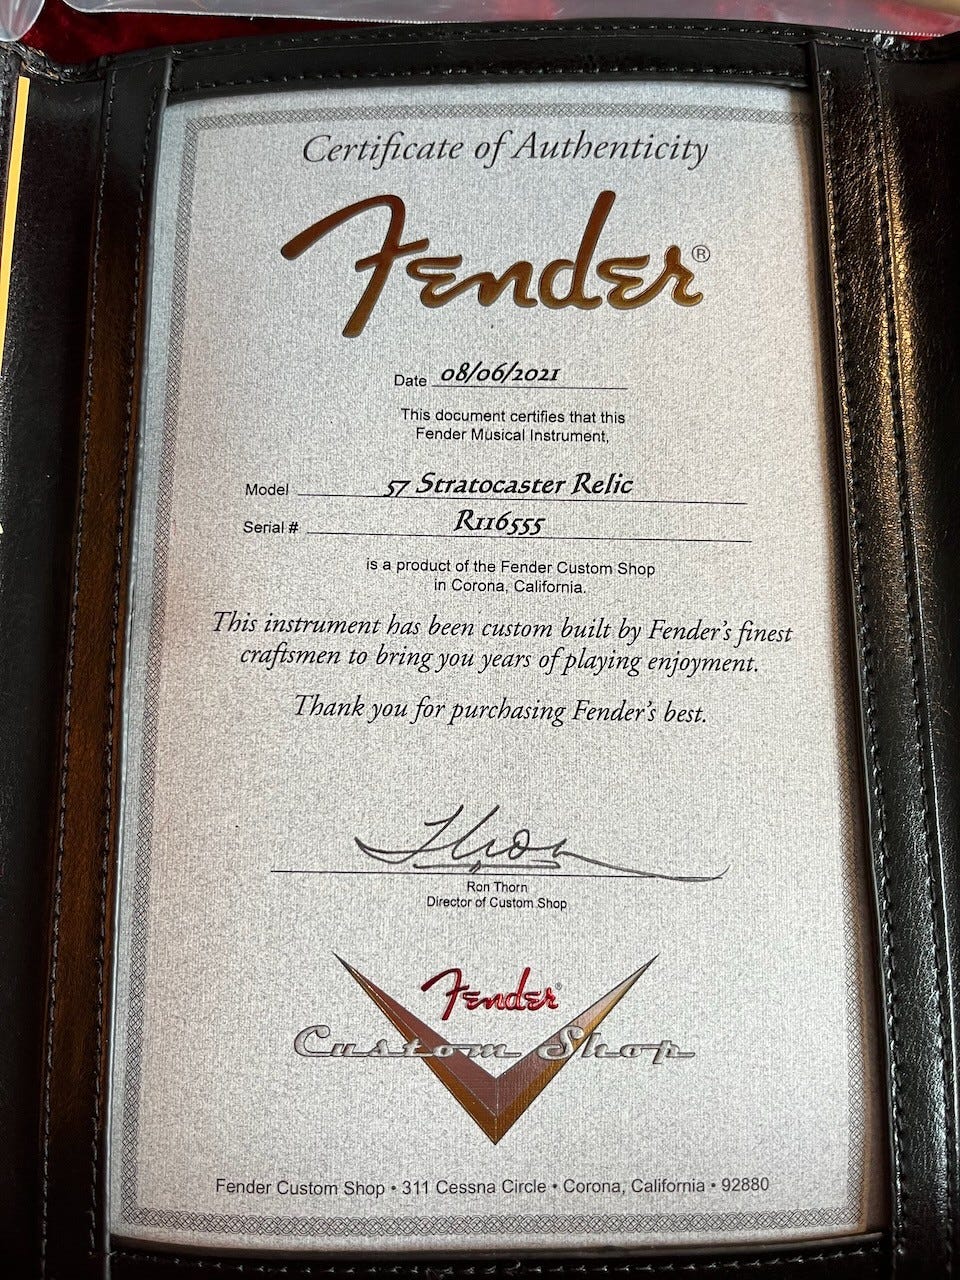 Certificate of Authenticity
Fender®
Date 08/06/2021
This document certifies that this
Fender Musical Instrument,
Model 57 Stratocaster Relic
Serial # R116555
is a product of the Fender Custom Shop
in Corona, California.
This instrument has been custom built by Fender's finest
craftsmen to bring you years of playing enjoyment.
Thank you for purchasing Fender's best.
Thorn
Ron Thorn
Director of Custom Shop
Fender®
Custom Shop
Fender Custom Shop • 311 Cessna Circle • Corona, California • 92880